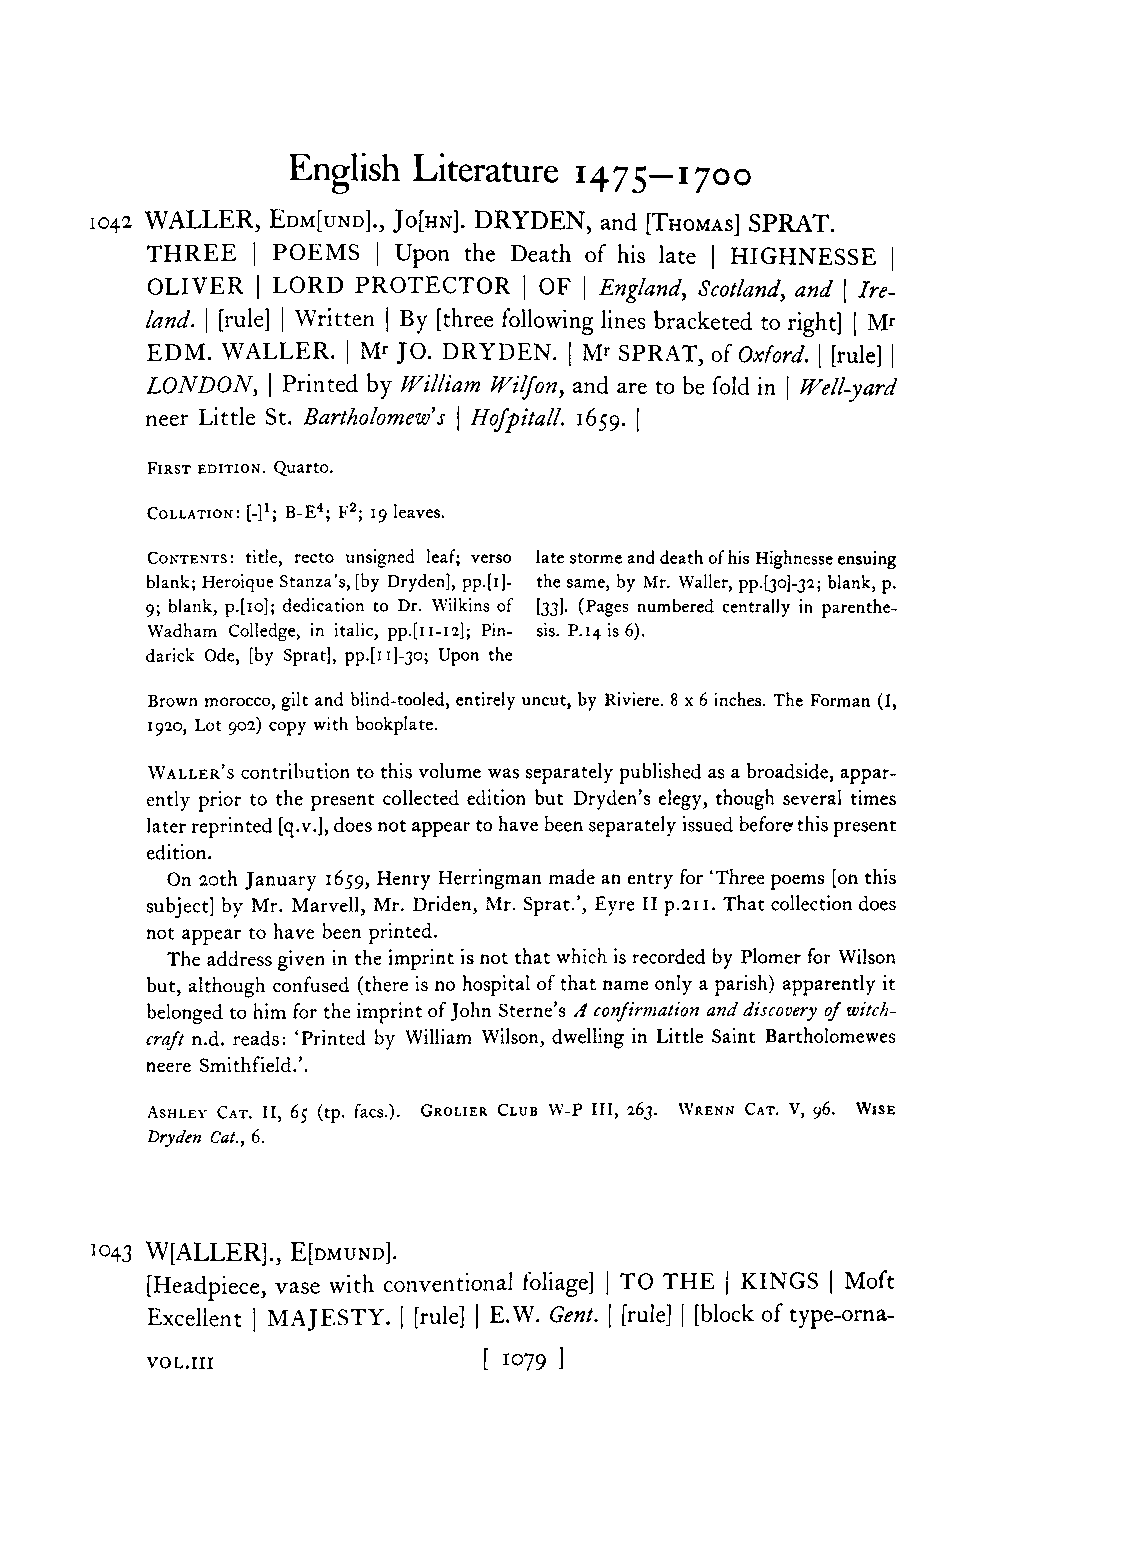 English Literature 1475–1700
1042 WALLER, EDM[UND]., JO[HN]. DRYDEN, and [THOMAS] SPRAT.
THREE | POEMS | Upon the Death of his late | HIGHNESSE |
OLIVER | LORD PROTECTOR | OF | England, Scotland, and | Ire-
land. | [rule] | Written | By [three following lines bracketed to right] | Mr
EDM. WALLER. | Mr JO. DRYDEN. | Mr SPRAT, of Oxford. | [rule] |
LONDON, | Printed by William Wilſon, and are to be ſold in | Well-yard
neer Little St. Bartholomew's | Hoſpitall. 1659. |
FIRST EDITION. Quarto.
COLLATION: [-]¹; B-E⁴; F²; 19 leaves.
CONTENTS: title, recto unsigned leaf; verso
blank; Heroique Stanza's, [by Dryden], pp.[1]-
9; blank, p.[10]; dedication to Dr. Wilkins of
Wadham Colledge, in italic, pp.[11-12]; Pin-
darick Ode, [by Sprat], pp.[11]-30; Upon the
late storme and death of his Highnesse ensuing
the same, by Mr. Waller, pp.[30]-32; blank, p.
[33]. (Pages numbered centrally in parenthe-
sis. P.14 is 6).
Brown morocco, gilt and blind-tooled, entirely uncut, by Riviere. 8 x 6 inches. The Forman (I,
1920, Lot 902) copy with bookplate.
WALLER'S contribution to this volume was separately published as a broadside, appar-
ently prior to the present collected edition but Dryden's elegy, though several times
later reprinted [q.v.], does not appear to have been separately issued before this present
edition.
On 20th January 1659, Henry Herringman made an entry for 'Three poems [on this
subject] by Mr. Marvell, Mr. Driden, Mr. Sprat.', Eyre II p.211. That collection does
not appear to have been printed.
The address given in the imprint is not that which is recorded by Plomer for Wilson
but, although confused (there is no hospital of that name only a parish) apparently it
belonged to him for the imprint of John Sterne's A confirmation and discovery of witch-
craft n.d. reads: 'Printed by William Wilson, dwelling in Little Saint Bartholomewes
neere Smithfield.'.
ASHLEY CAT. II, 65 (tp. facs.). GROLIER CLUB W-P III, 263. WRENN CAT. V, 96. WISE
Dryden Cat., 6.
1043 W[ALLER]., E[DMUND].
[Headpiece, vase with conventional foliage] | TO THE | KINGS | Moſt
Excellent | MAJESTY. | [rule] | E.W. Gent. | [rule] | [block of type-orna-
VOL.III [ 1079 ]